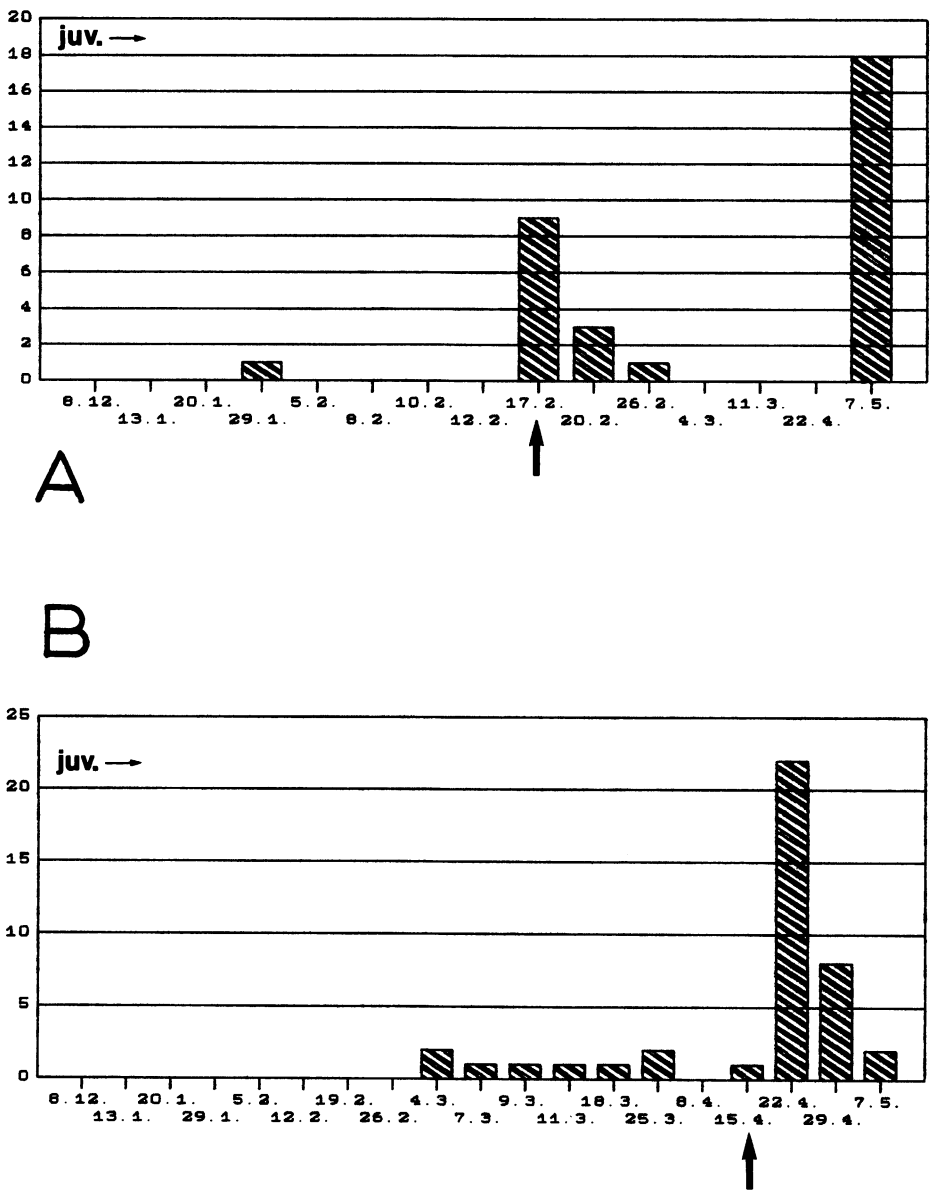 20
juv. →
18
16
14
12
10
8
6
4
2
0
8.12. 20.1. 5.2. 10.2. 17.2. 26.2. 11.3. 7.5.
13.1. 29.1. 8.2. 12.2. 20.2. 4.3. 22.4.
A
B
25
juv. →
20
15
10
5
0
8.12. 20.1. 5.2. 19.2. 4.3. 9.3. 18.3. 8.4. 22.4. 7.5.
13.1. 29.1. 12.2. 26.2. 7.3. 11.3. 25.3. 15.4. 29.4.